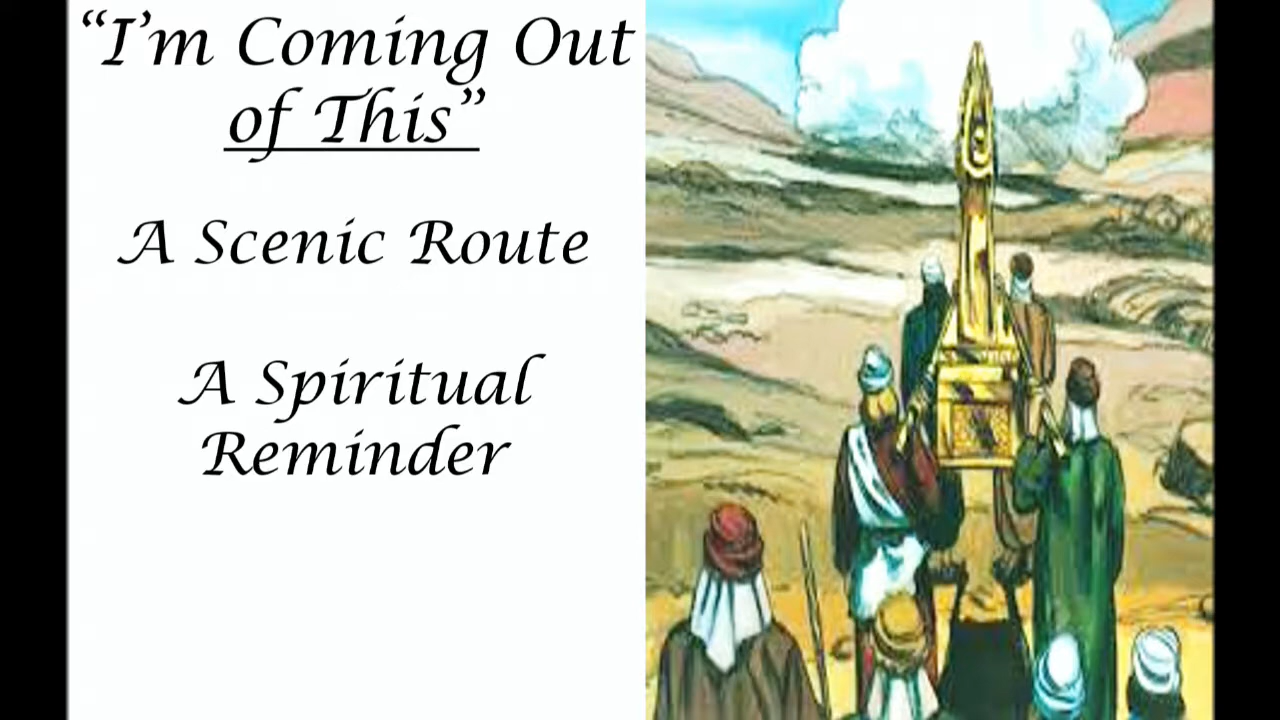 “I’m Coming Out
of This”
A Scenic Route
A Spiritual
Reminder